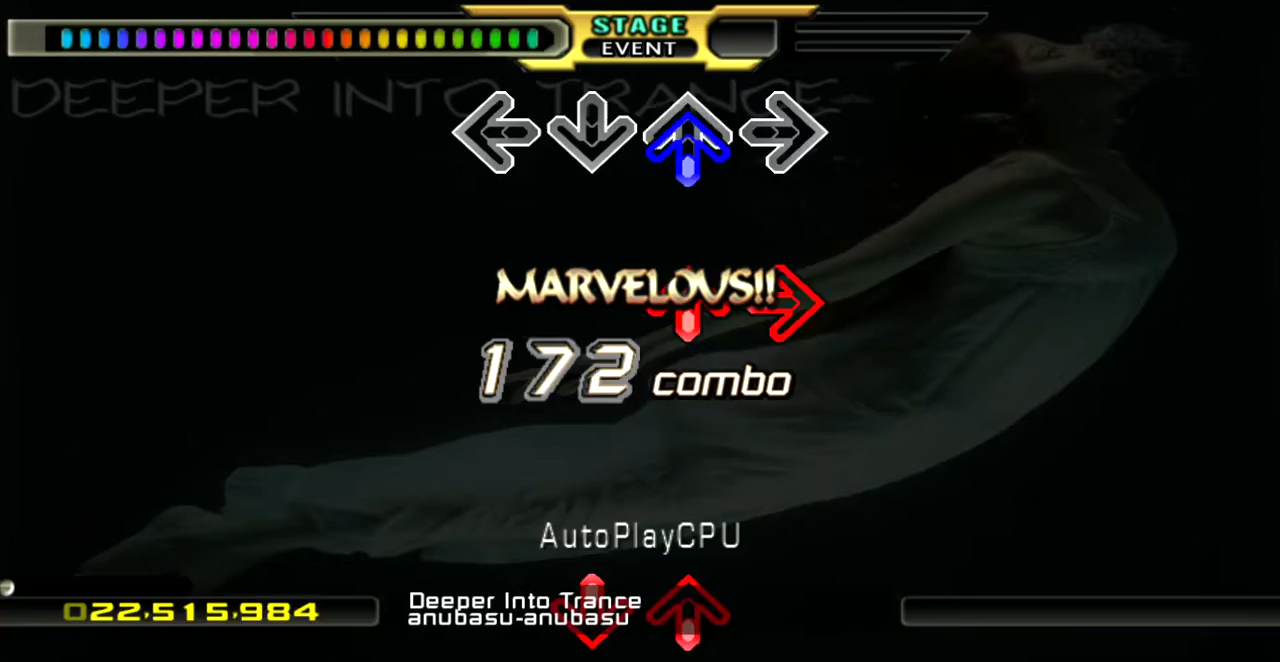 STAGE
EVENT
DEEPER INTO TRANCE
MARVELOUS!!
172 combo
AutoPlayCPU
022,515,984
Deeper Into Trance
anubasu-anubasu